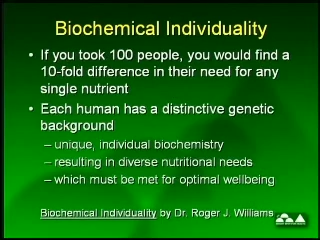 Biochemical Individuality
• If you took 100 people, you would find a
10-fold difference in their need for any
single nutrient
• Each human has a distinctive genetic
background
– unique, individual biochemistry
– resulting in diverse nutritional needs
– which must be met for optimal wellbeing
Biochemical Individuality by Dr. Roger J. Williams